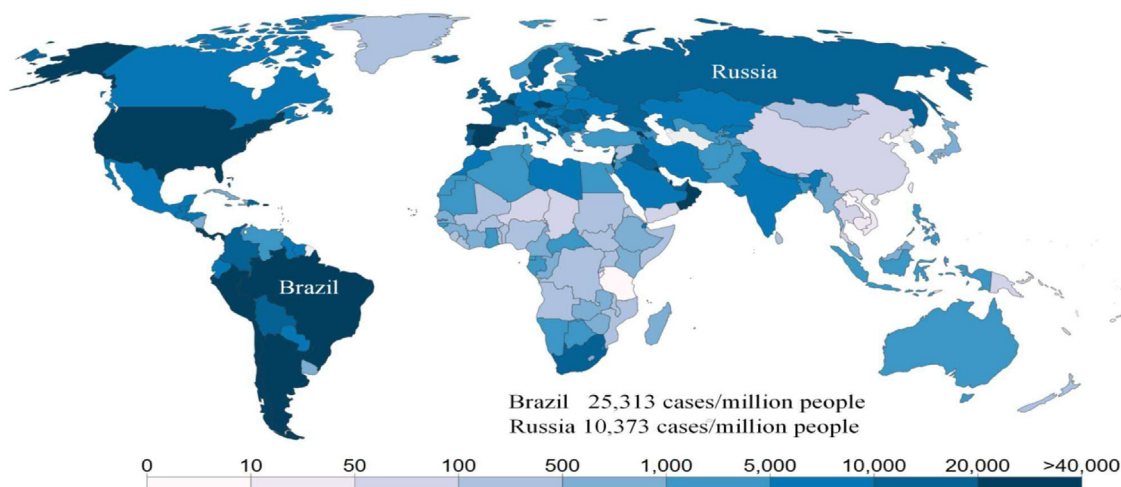 Russia
Brazil
Brazil 25,313 cases/million people
Russia 10,373 cases/million people
0 10 50 100 500 1,000 5,000 10,000 20,000 >40,000